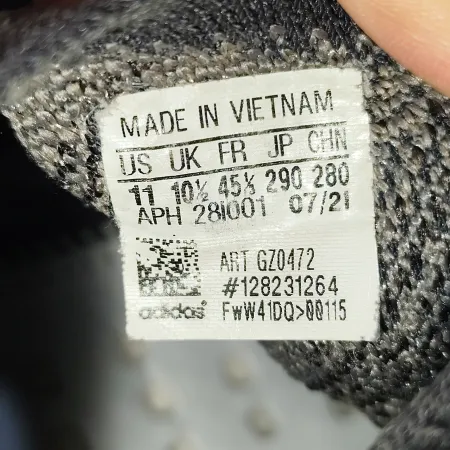 MADE IN VIETNAM
US UK FR JP CHN
11 10½ 45⅓ 290 280
APH 281001 07/21
ART GZ0472
#128231264
adidas FwW41DQ>00115